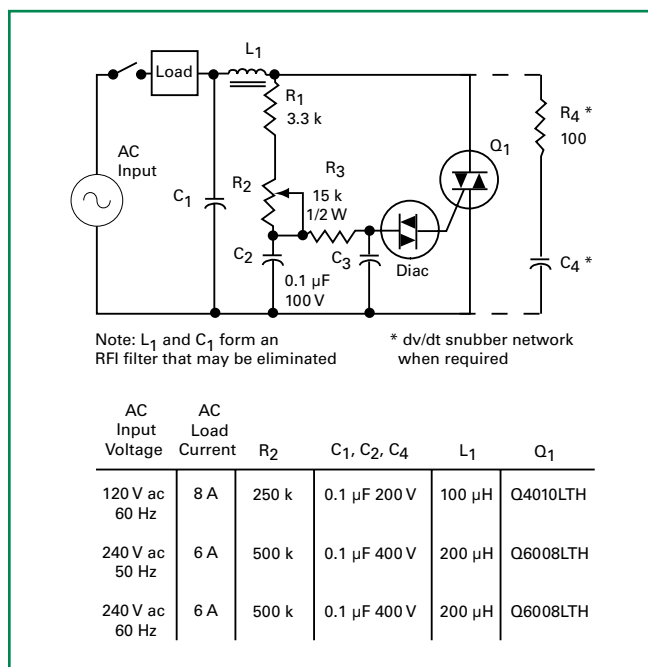 L1
Load
R1
3.3 k
R4 *
100
AC
Input
Q1
R3
R2
15 k
1/2 W
C1
C2
C3
C4 *
0.1 µF
100 V
Diac
Note: L1 and C1 form an
RFI filter that may be eliminated
* dv/dt snubber network
when required
AC Input Voltage AC Load Current R2 C1, C2, C4 L1 Q1
120 V ac 60 Hz 8 A 250 k 0.1 µF 200 V 100 µH Q4010LTH
240 V ac 50 Hz 6 A 500 k 0.1 µF 400 V 200 µH Q6008LTH
240 V ac 60 Hz 6 A 500 k 0.1 µF 400 V 200 µH Q6008LTH